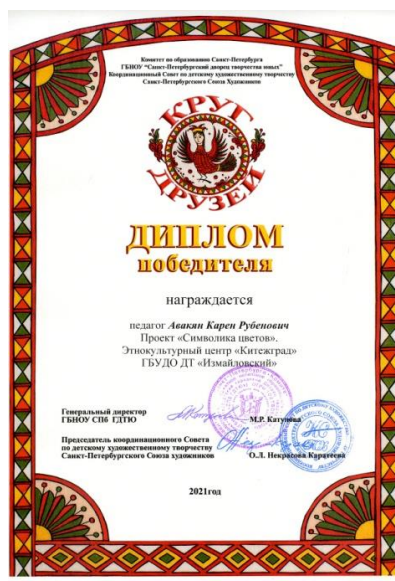 Комитет по образованию Санкт-Петербурга
ГБНОУ "Санкт-Петербургский дворец творчества юных"
Координационный Совет по детскому художественному творчеству
Санкт-Петербургского Союза Художников
КРУГ
ДРУЗЕЙ
ДИПЛОМ
победителя
награждается
педагог Авакян Карен Рубенович
Проект «Символика цветов».
Этнокультурный центр «Китежград»
ГБУДО ДТ «Измайловский»
Генеральный директор
ГБНОУ СПб ГДТЮ
М.Р. Катунова
Председатель координационного Совета
по детскому художественному творчеству
Санкт-Петербургского Союза художников
О.Л. Некрасова-Каратеева
2021год